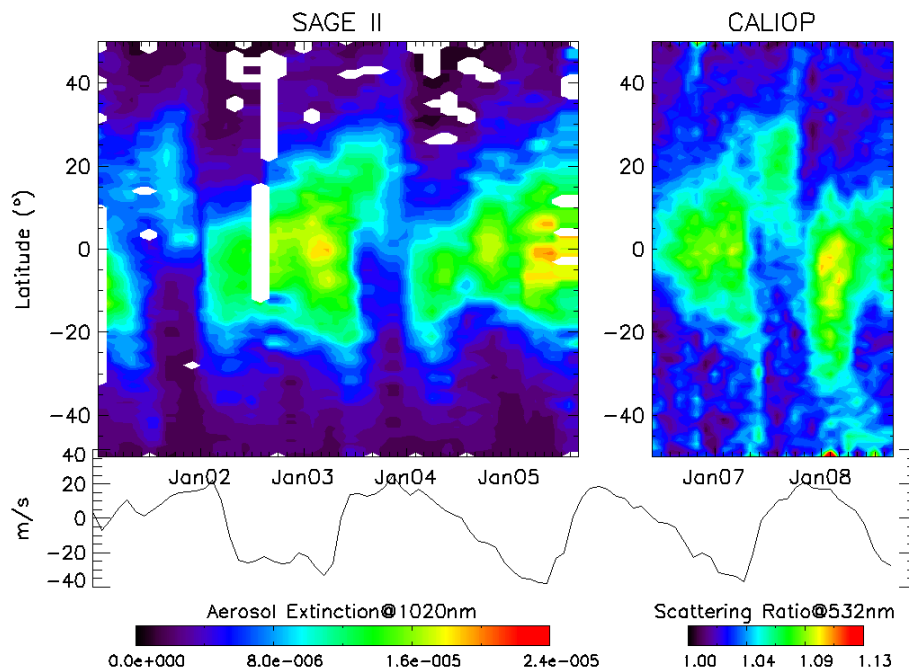 SAGE II
CALIOP
Latitude (°)
40
20
0
−20
−40
40
20
0
−20
−40
Jan02 Jan03 Jan04 Jan05
Jan07 Jan08
m/s
40
20
0
−20
−40
Aerosol Extinction@1020nm
0.0e+000 8.0e−006 1.6e−005 2.4e−005
Scattering Ratio@532nm
1.00 1.04 1.09 1.13